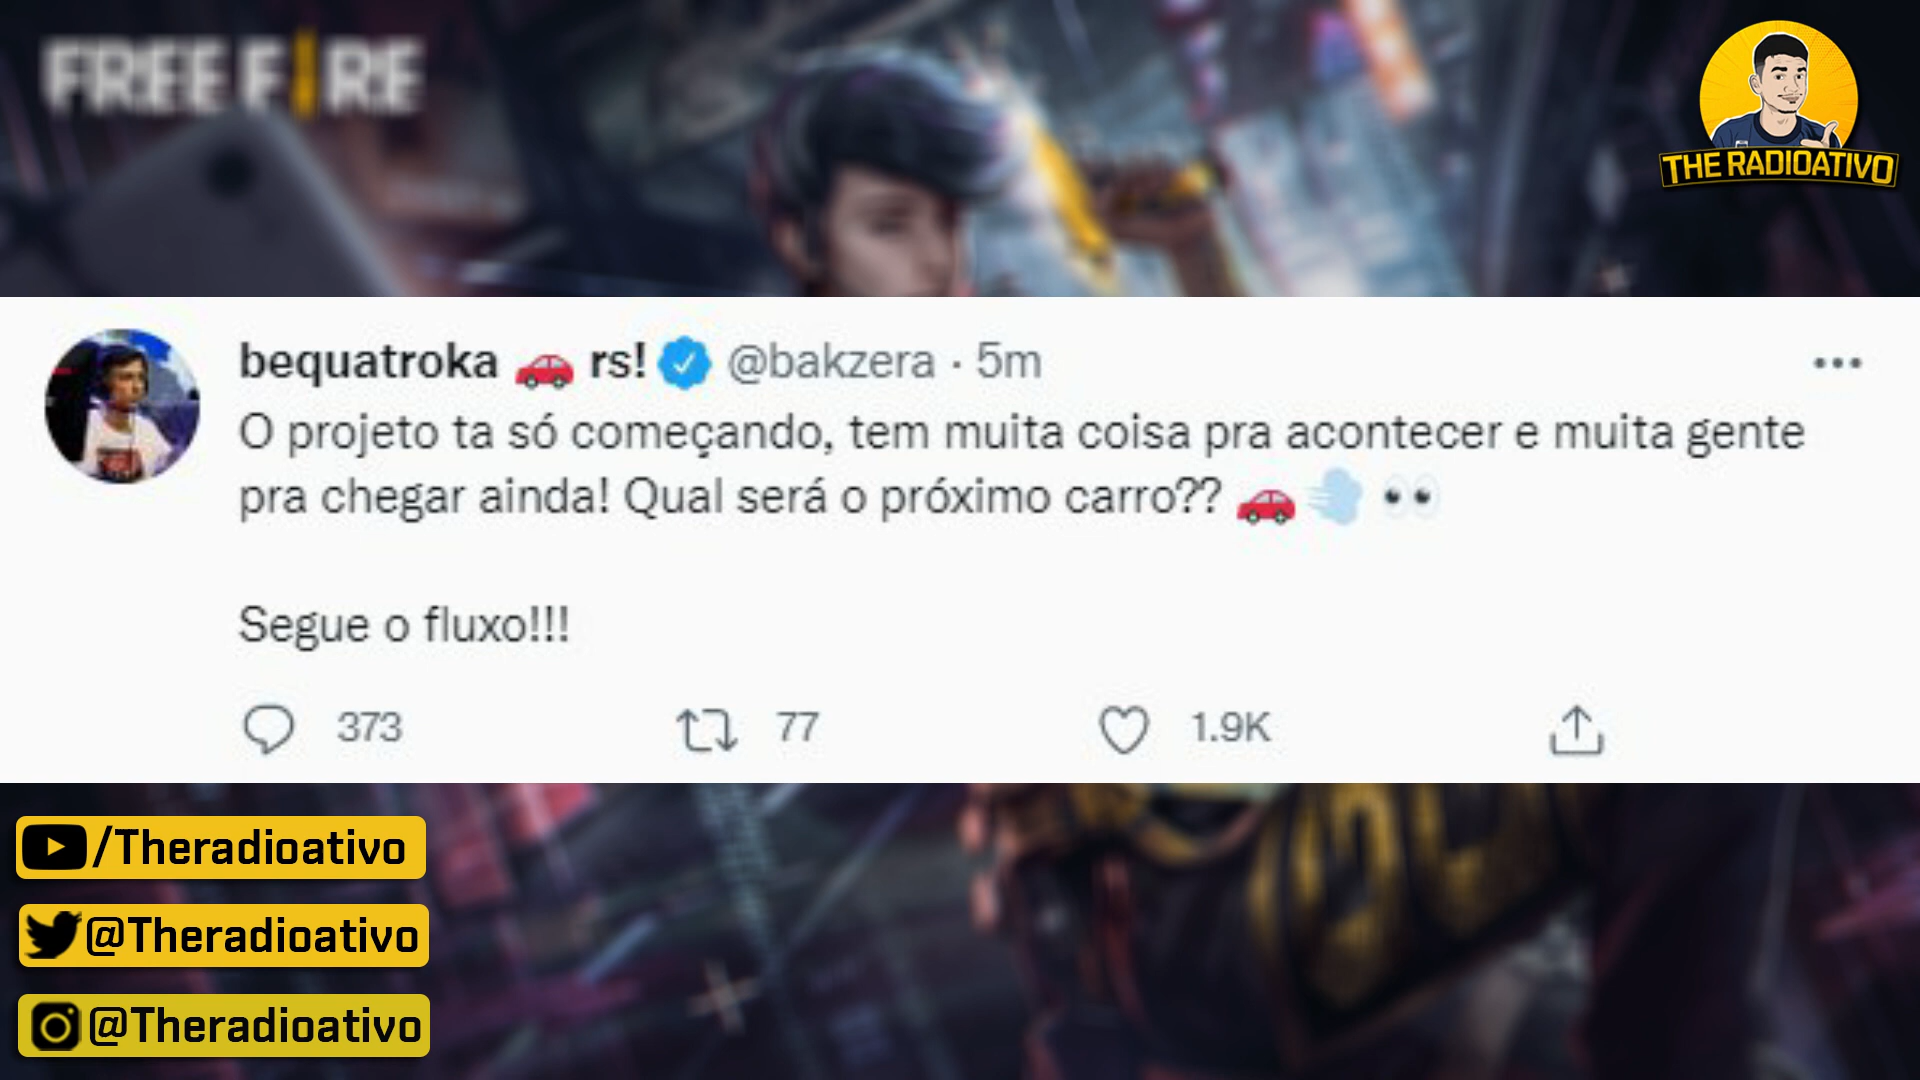 FREE FIRE
THE RADIOATIVO
bequatroka 🚗 rs! @bakzera · 5m
O projeto ta só começando, tem muita coisa pra acontecer e muita gente
pra chegar ainda! Qual será o próximo carro?? 🚗💨 👀
Segue o fluxo!!!
373 77 1.9K
/Theradioativo
@Theradioativo
@Theradioativo